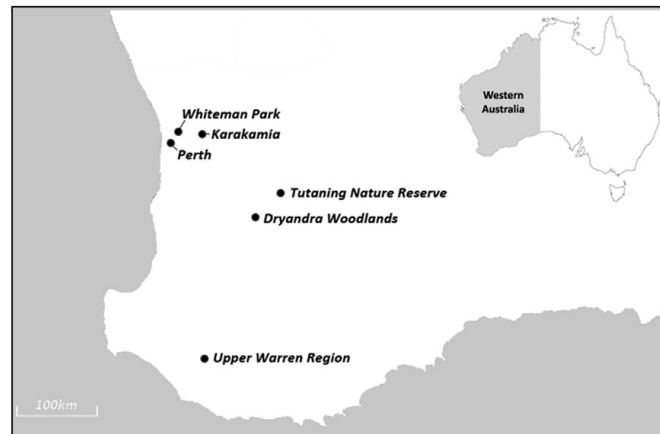 Western
Australia
Whiteman Park
Karakamia
Perth
Tutaning Nature Reserve
Dryandra Woodlands
Upper Warren Region
100km